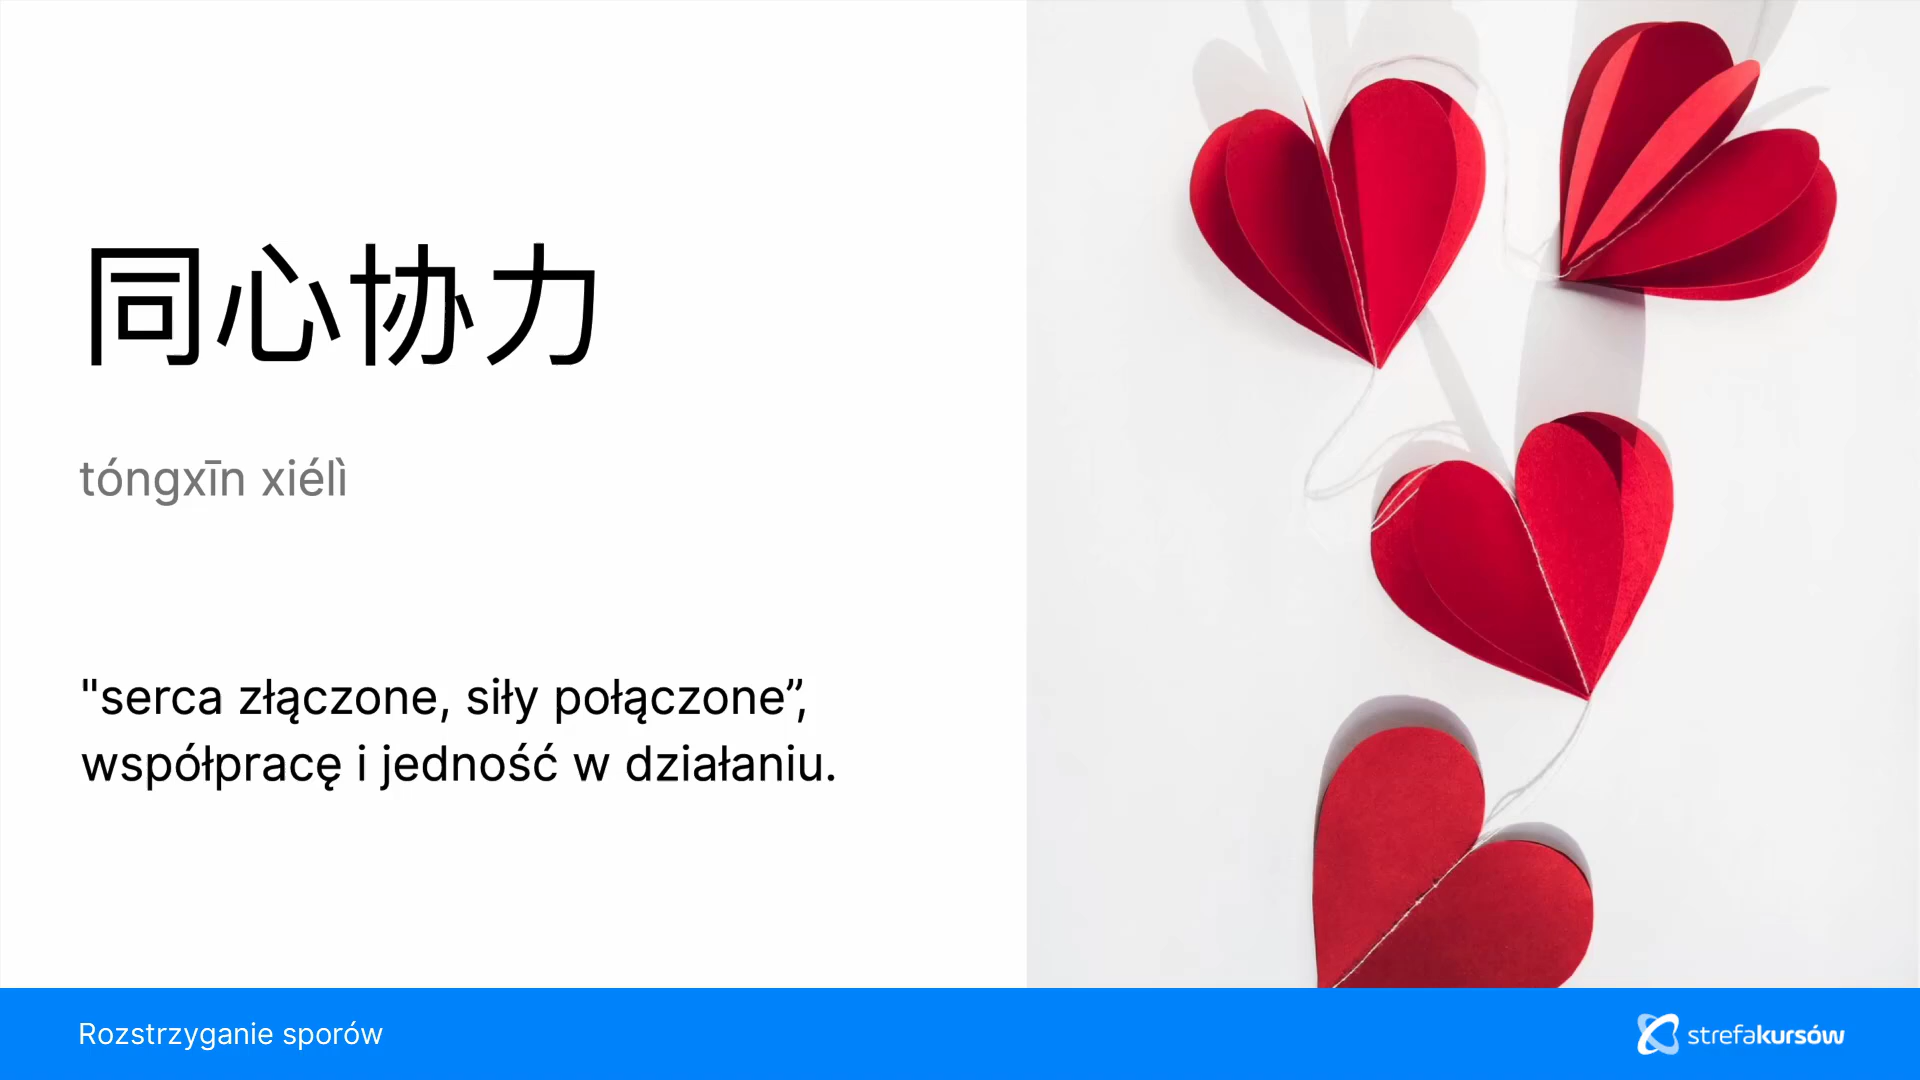 同心协力
tóngxīn xiélì
"serca złączone, siły połączone”,
współpracę i jedność w działaniu.
Rozstrzyganie sporów
strefakursów